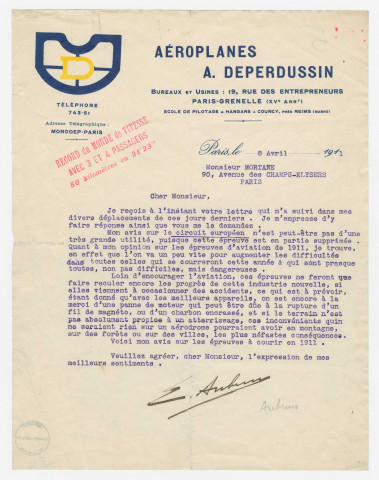 D
AÉROPLANES
A. DEPERDUSSIN
BUREAUX ET USINES : 19, RUE DES ENTREPRENEURS
PARIS-GRENELLE (XVe ARRt)
ECOLE DE PILOTAGE & HANGARS à COURCY, PRÈS REIMS (MARNE)
TÉLÉPHONE
743-51
Adresse Télégraphique :
MONODEP-PARIS
RECORD du MONDE de VITESSE
AVEC 3 ET 4 PASSAGERS
50 kilomètres en 31'23"
Paris, le 8 Avril 1911
Monsieur MORTANE
90, Avenue des CHAMPS-ELYSEES
PARIS
Cher Monsieur,
Je reçois à l'instant votre lettre qui m'a suivi dans mes
divers déplacements de ces jours derniers. Je m'empresse d'y
faire réponse ainsi que vous me le demandez.
Mon avis sur le circuit européen n'est peut-être pas d'une
très grande utilité, puisque cette épreuve est en partie supprimée.
Quant à mon opinion sur les épreuves d'aviation de 1911, je trouve,
en effet que l'on va un peu vite pour augmenter les difficultés
dans toutes celles qui se courreront cette année & qui sont presque
toutes, non pas difficiles, mais dangereuses.
Loin d'encourager l'aviation, ces épreuves ne feront que
faire reculer encore les progrès de cette industrie nouvelle, si
elles viennent à occasionner des accidents, ce qui est à prévoir,
étant donné qu'avec les meilleurs appareils, on est encore à la
merci d'une panne de moteur qui peut être dûe à la rupture d'un
fil de magnéto, ou d'un charbon encrassé, et si le terrain n'est
pas absolument propice à un atterrissage, ces inconvénients qui
ne seraient rien sur un aérodrome pourraient avoir en montagne,
sur des forêts ou sur des villes, les plus néfastes conséquences.
Voici mon avis sur les épreuves à courir en 1911.
Veuillez agréer, cher Monsieur, l'expression de mes
meilleurs sentiments.
E. Aubrun
Aubrun